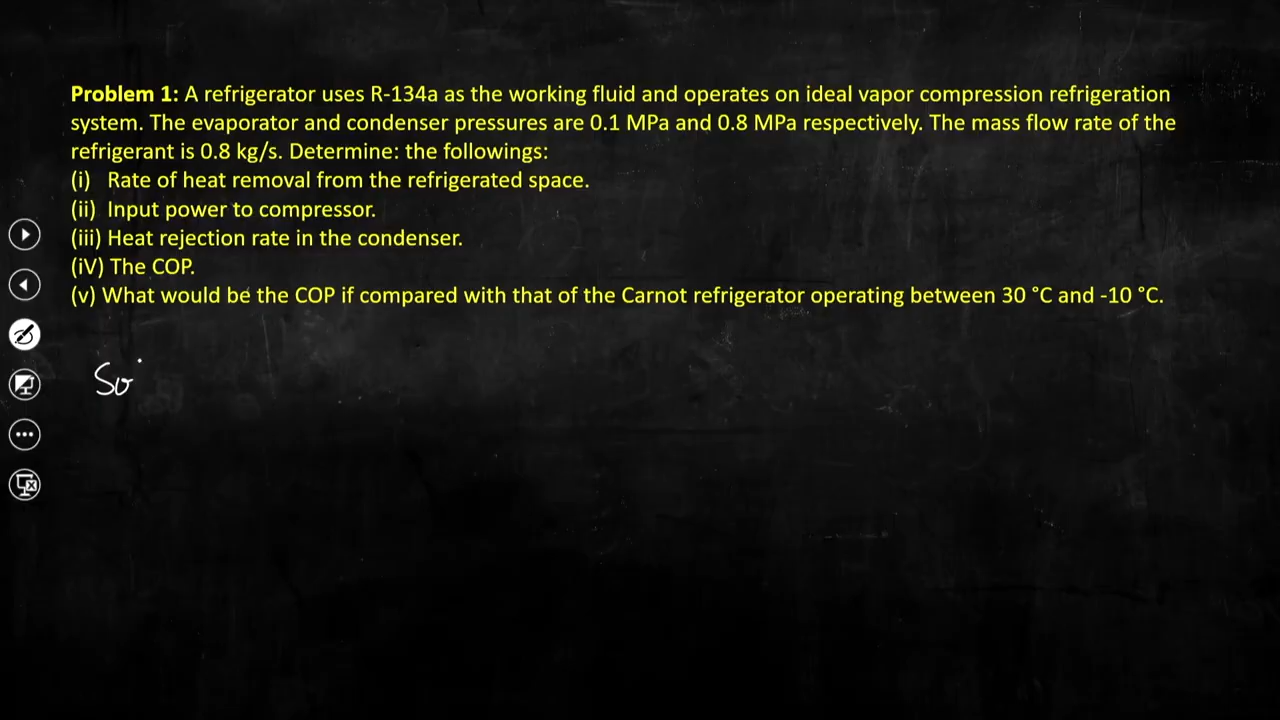 Problem 1: A refrigerator uses R-134a as the working fluid and operates on ideal vapor compression refrigeration
system. The evaporator and condenser pressures are 0.1 MPa and 0.8 MPa respectively. The mass flow rate of the
refrigerant is 0.8 kg/s. Determine: the followings:
(i) Rate of heat removal from the refrigerated space.
(ii) Input power to compressor.
(iii) Heat rejection rate in the condenser.
(iV) The COP.
(v) What would be the COP if compared with that of the Carnot refrigerator operating between 30 °C and -10 °C.
So